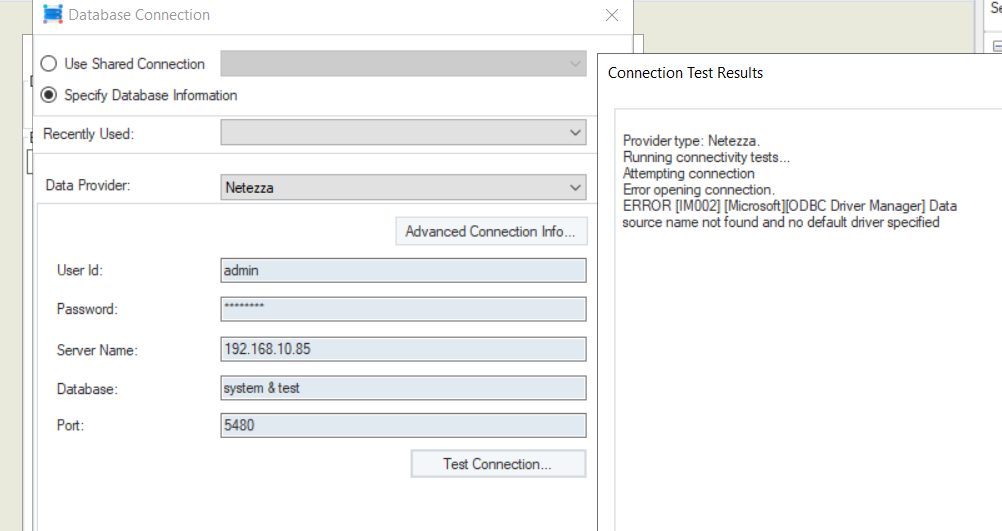 Database Connection
Se
Use Shared Connection
Specify Database Information
Recently Used:
Data Provider:
Netezza
Advanced Connection Info...
User Id:
admin
Password:
********
Server Name:
192.168.10.85
Database:
system & test
Port:
5480
Test Connection...
Connection Test Results
Provider type: Netezza.
Running connectivity tests...
Attempting connection
Error opening connection.
ERROR [IM002] [Microsoft][ODBC Driver Manager] Data
source name not found and no default driver specified